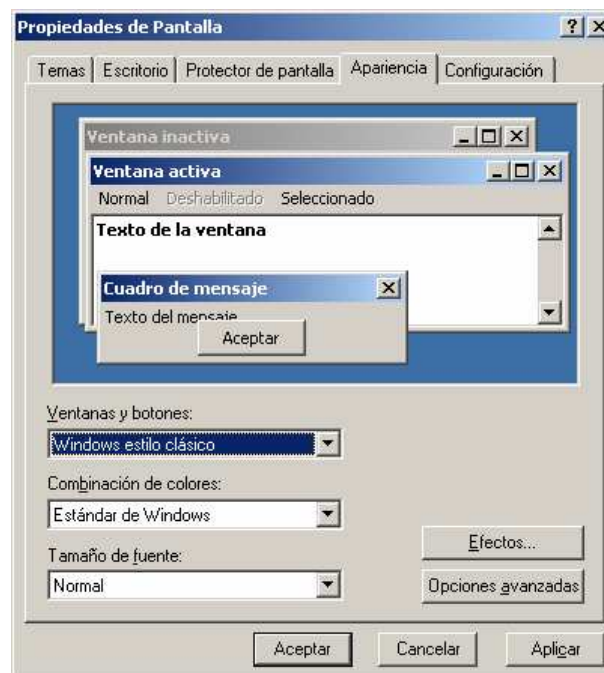 Propiedades de Pantalla
Temas Escritorio Protector de pantalla Apariencia Configuración
Ventana inactiva
Ventana activa
Normal Deshabilitado Seleccionado
Texto de la ventana
Cuadro de mensaje
Texto del mensaje
Aceptar
Ventanas y botones:
Windows estilo clásico
Combinación de colores:
Estándar de Windows
Efectos...
Tamaño de fuente:
Normal
Opciones avanzadas
Aceptar Cancelar Aplicar